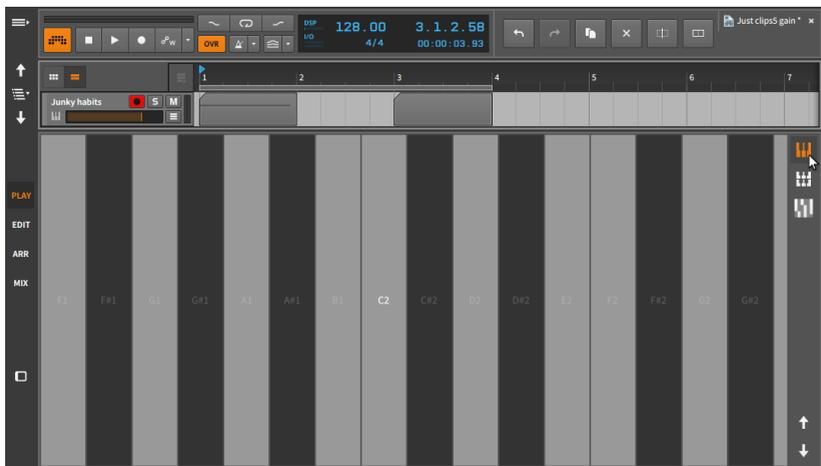 DSP
I/O
128.00
4/4
3.1.2.58
00:00:03.93
Just clips5 gain *
×
W
OVR
1 2 3 4 5 6 7
Junky habits
S M
PLAY
EDIT
ARR
MIX
F1 F#1 G1 G#1 A1 A#1 B1 C2 C#2 D2 D#2 E2 F2 F#2 G2 G#2